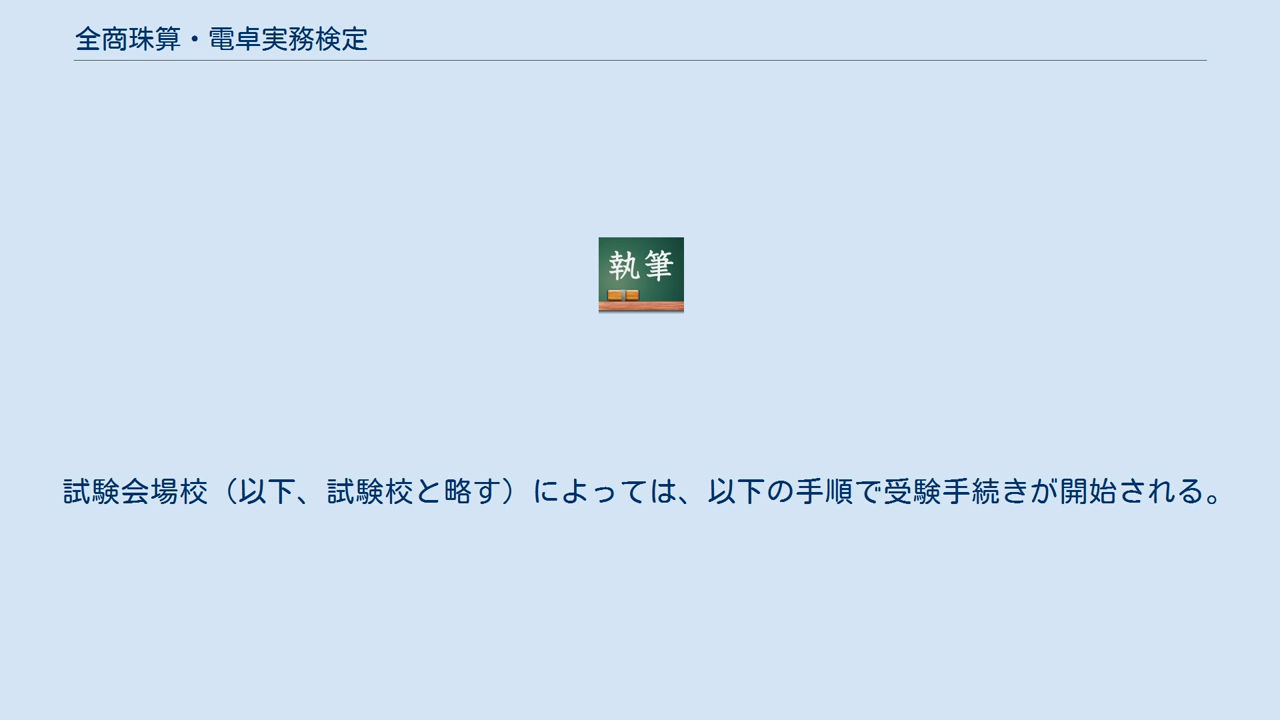 全商珠算・電卓実務検定
執筆
試験会場校（以下、試験校と略す）によっては、以下の手順で受験手続きが開始される。